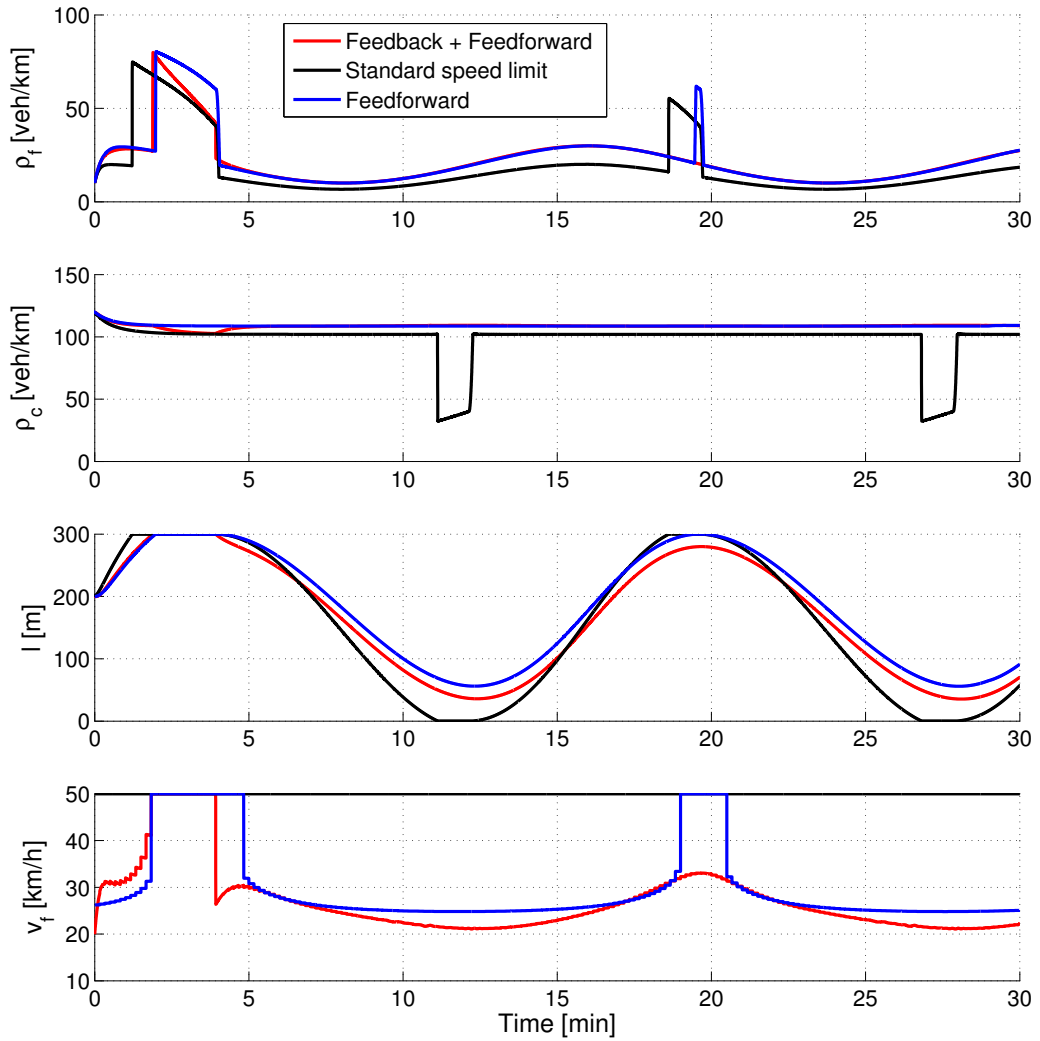 100
50
0
ρ_f [veh/km]
Feedback + Feedforward
Standard speed limit
Feedforward
0 5 10 15 20 25 30
150
100
50
0
ρ_c [veh/km]
0 5 10 15 20 25 30
300
200
100
0
l [m]
0 5 10 15 20 25 30
50
40
30
20
10
v_f [km/h]
0 5 10 15 20 25 30
Time [min]